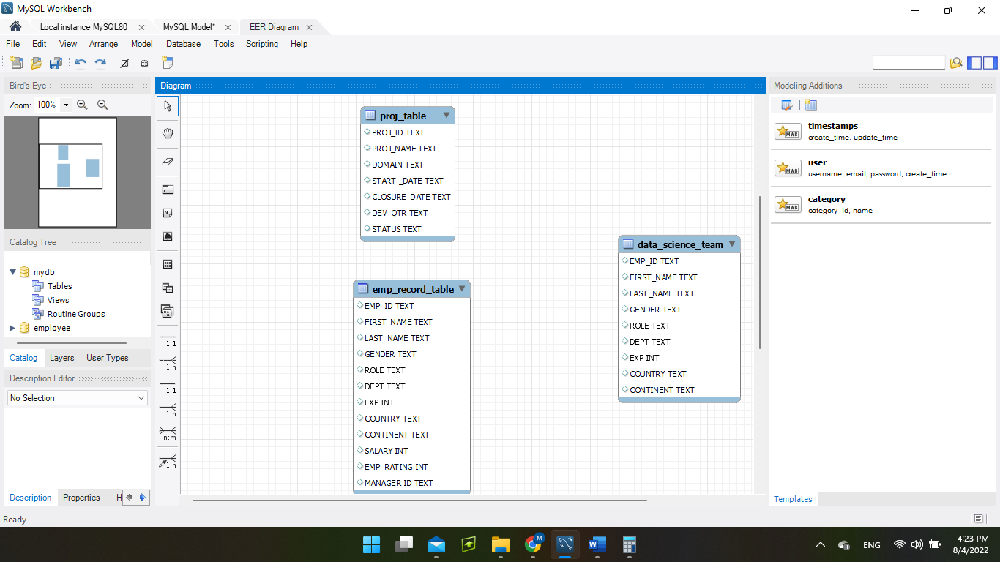 MySQL Workbench
Local instance MySQL80
MySQL Model*
EER Diagram
File Edit View Arrange Model Database Tools Scripting Help
Bird's Eye
Zoom: 100%
Catalog Tree
mydb
Tables
Views
Routine Groups
employee
Catalog Layers User Types
Description Editor
No Selection
Description Properties H
Diagram
1:1
1:n
1:1
1:n
n:m
1:n
proj_table
PROJ_ID TEXT
PROJ_NAME TEXT
DOMAIN TEXT
START _DATE TEXT
CLOSURE_DATE TEXT
DEV_QTR TEXT
STATUS TEXT
emp_record_table
EMP_ID TEXT
FIRST_NAME TEXT
LAST_NAME TEXT
GENDER TEXT
ROLE TEXT
DEPT TEXT
EXP INT
COUNTRY TEXT
CONTINENT TEXT
SALARY INT
EMP_RATING INT
MANAGER ID TEXT
data_science_team
EMP_ID TEXT
FIRST_NAME TEXT
LAST_NAME TEXT
GENDER TEXT
ROLE TEXT
DEPT TEXT
EXP INT
COUNTRY TEXT
CONTINENT TEXT
Modeling Additions
MWB
timestamps
create_time, update_time
MWB
user
username, email, password, create_time
MWB
category
category_id, name
Templates
Ready
M
W
ENG
4:23 PM
8/4/2022